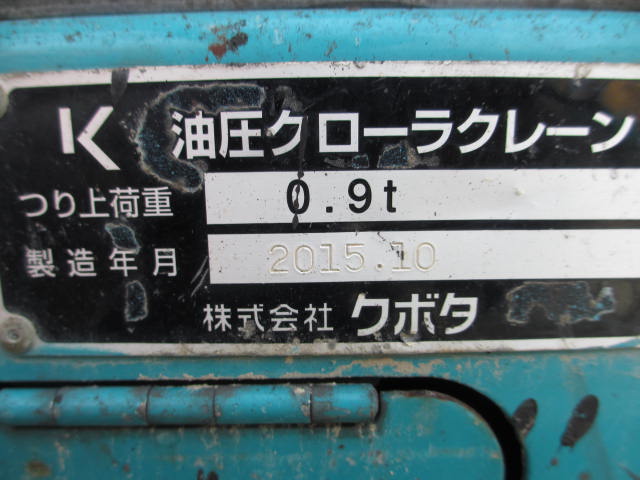 K 油圧クローラクレーン
つり上荷重 0.9t
製造年月 2015.10
株式会社 クボタ